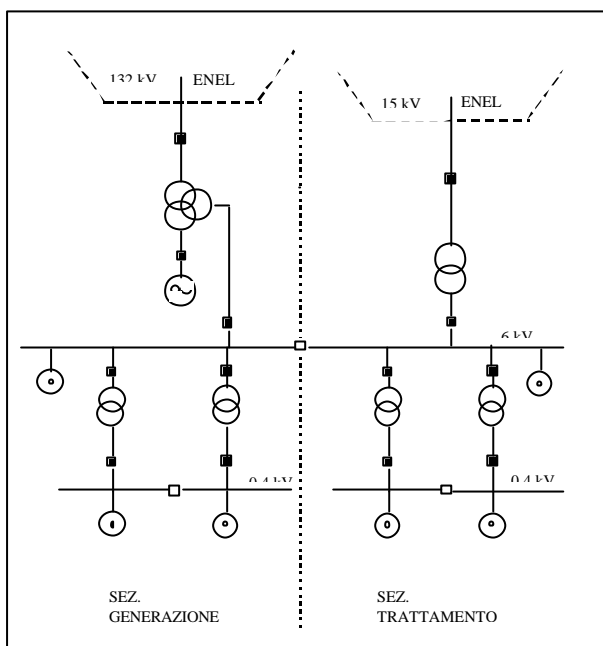 132 kV ENEL
15 kV ENEL
6 kV
0.4 kV
0.4 kV
SEZ.
GENERAZIONE
SEZ.
TRATTAMENTO